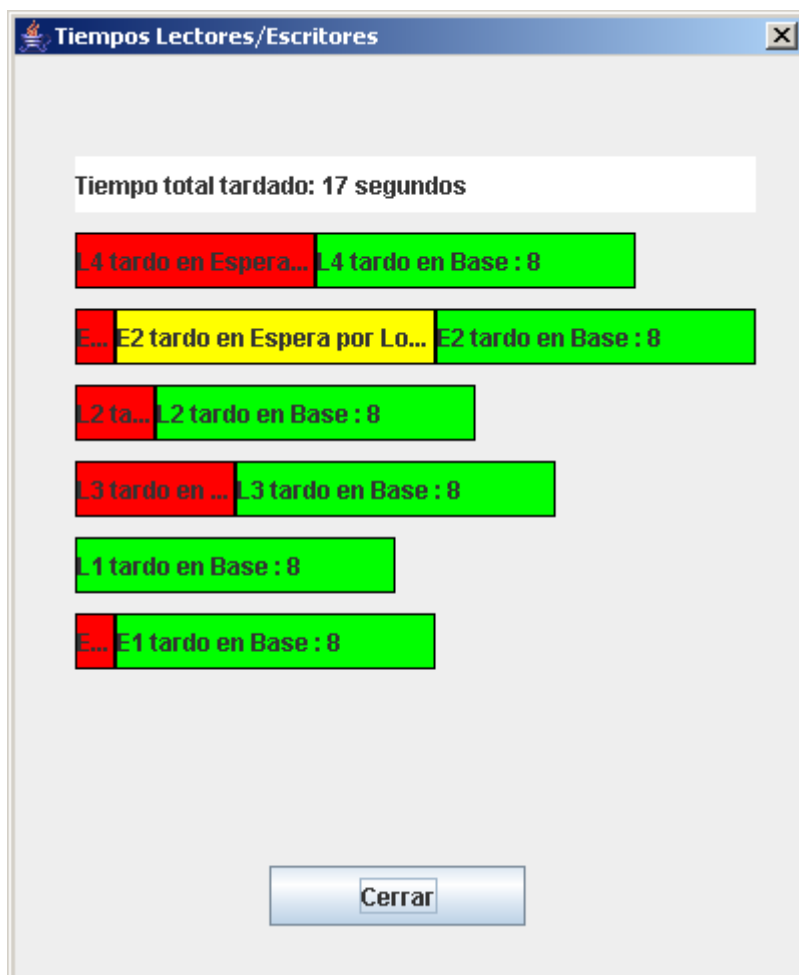 Tiempos Lectores/Escritores
Tiempo total tardado: 17 segundos
L4 tardo en Espera... L4 tardo en Base : 8
E... E2 tardo en Espera por Lo... E2 tardo en Base : 8
L2 ta... L2 tardo en Base : 8
L3 tardo en ... L3 tardo en Base : 8
L1 tardo en Base : 8
E... E1 tardo en Base : 8
Cerrar